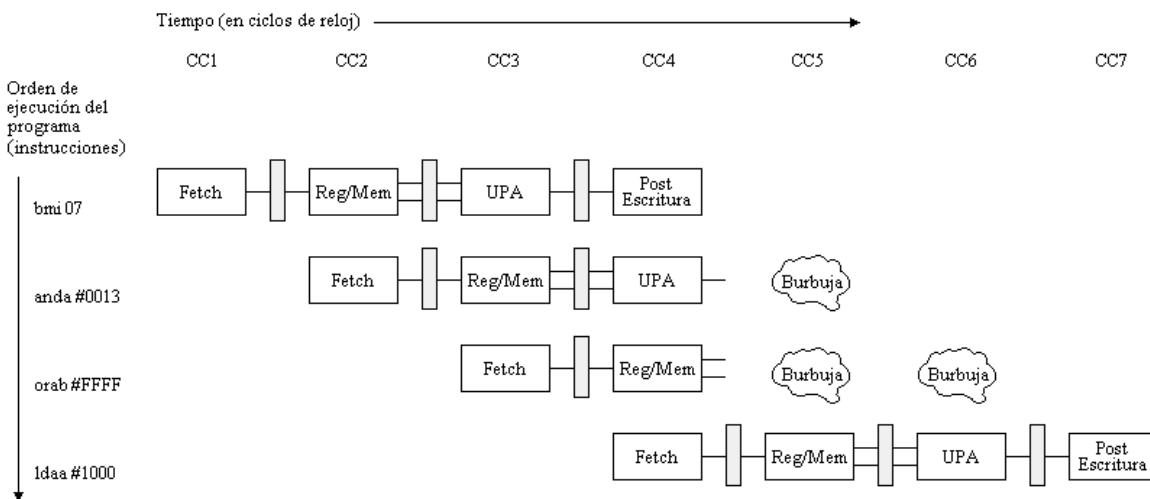 Tiempo (en ciclos de reloj)
CC1 CC2 CC3 CC4 CC5 CC6 CC7
Orden de
ejecución del
programa
(instrucciones)
bmi 07
Fetch Reg/Mem UPA Post
Escritura
anda #0013
Fetch Reg/Mem UPA Burbuja
orab #FFFF
Fetch Reg/Mem Burbuja Burbuja
ldaa #1000
Fetch Reg/Mem UPA Post
Escritura